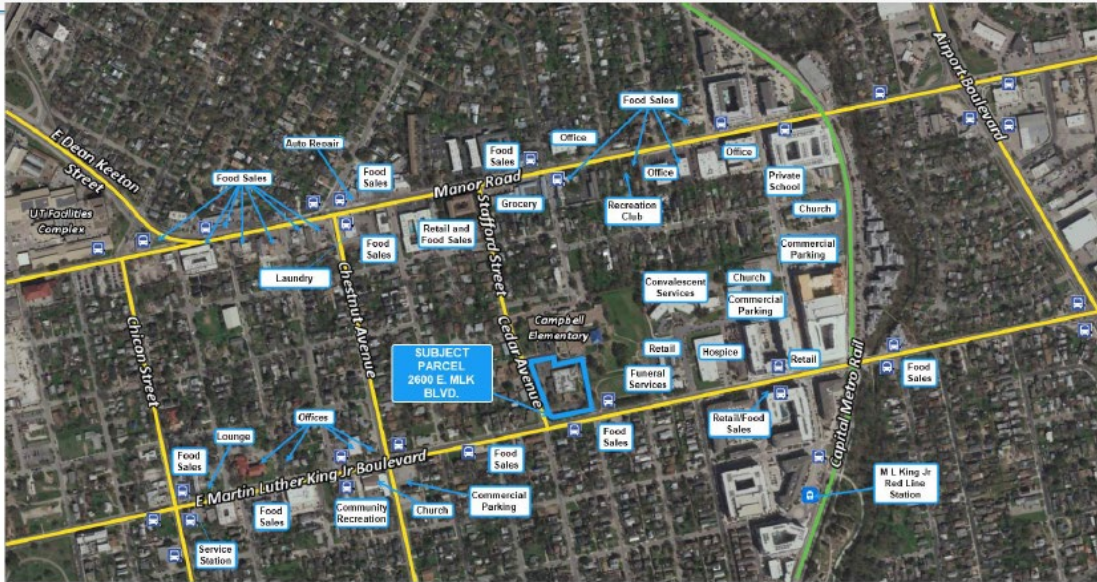 Airport Boulevard
E Dean Keeton
Street
UT Facilities
Complex
Food Sales
Auto Repair
Food
Sales
Manor Road
Food
Sales
Office
Food Sales
Office
Office
Private
School
Church
Grocery
Recreation
Club
Retail and
Food Sales
Food
Sales
Laundry
Stafford Street
Chestnut Avenue
Chicon Street
Cedar Avenue
Campbell
Elementary
Convalescent
Services
Church
Commercial
Parking
Commercial
Parking
SUBJECT
PARCEL
2600 E. MLK
BLVD.
Retail
Hospice
Retail
Funeral
Services
Food
Sales
Retail/Food
Sales
Food
Sales
Food
Sales
Offices
Lounge
Food
Sales
E Martin Luther King Jr Boulevard
Food
Sales
Community
Recreation
Church
Commercial
Parking
Service
Station
Capital Metro Rail
M L King Jr
Red Line
Station